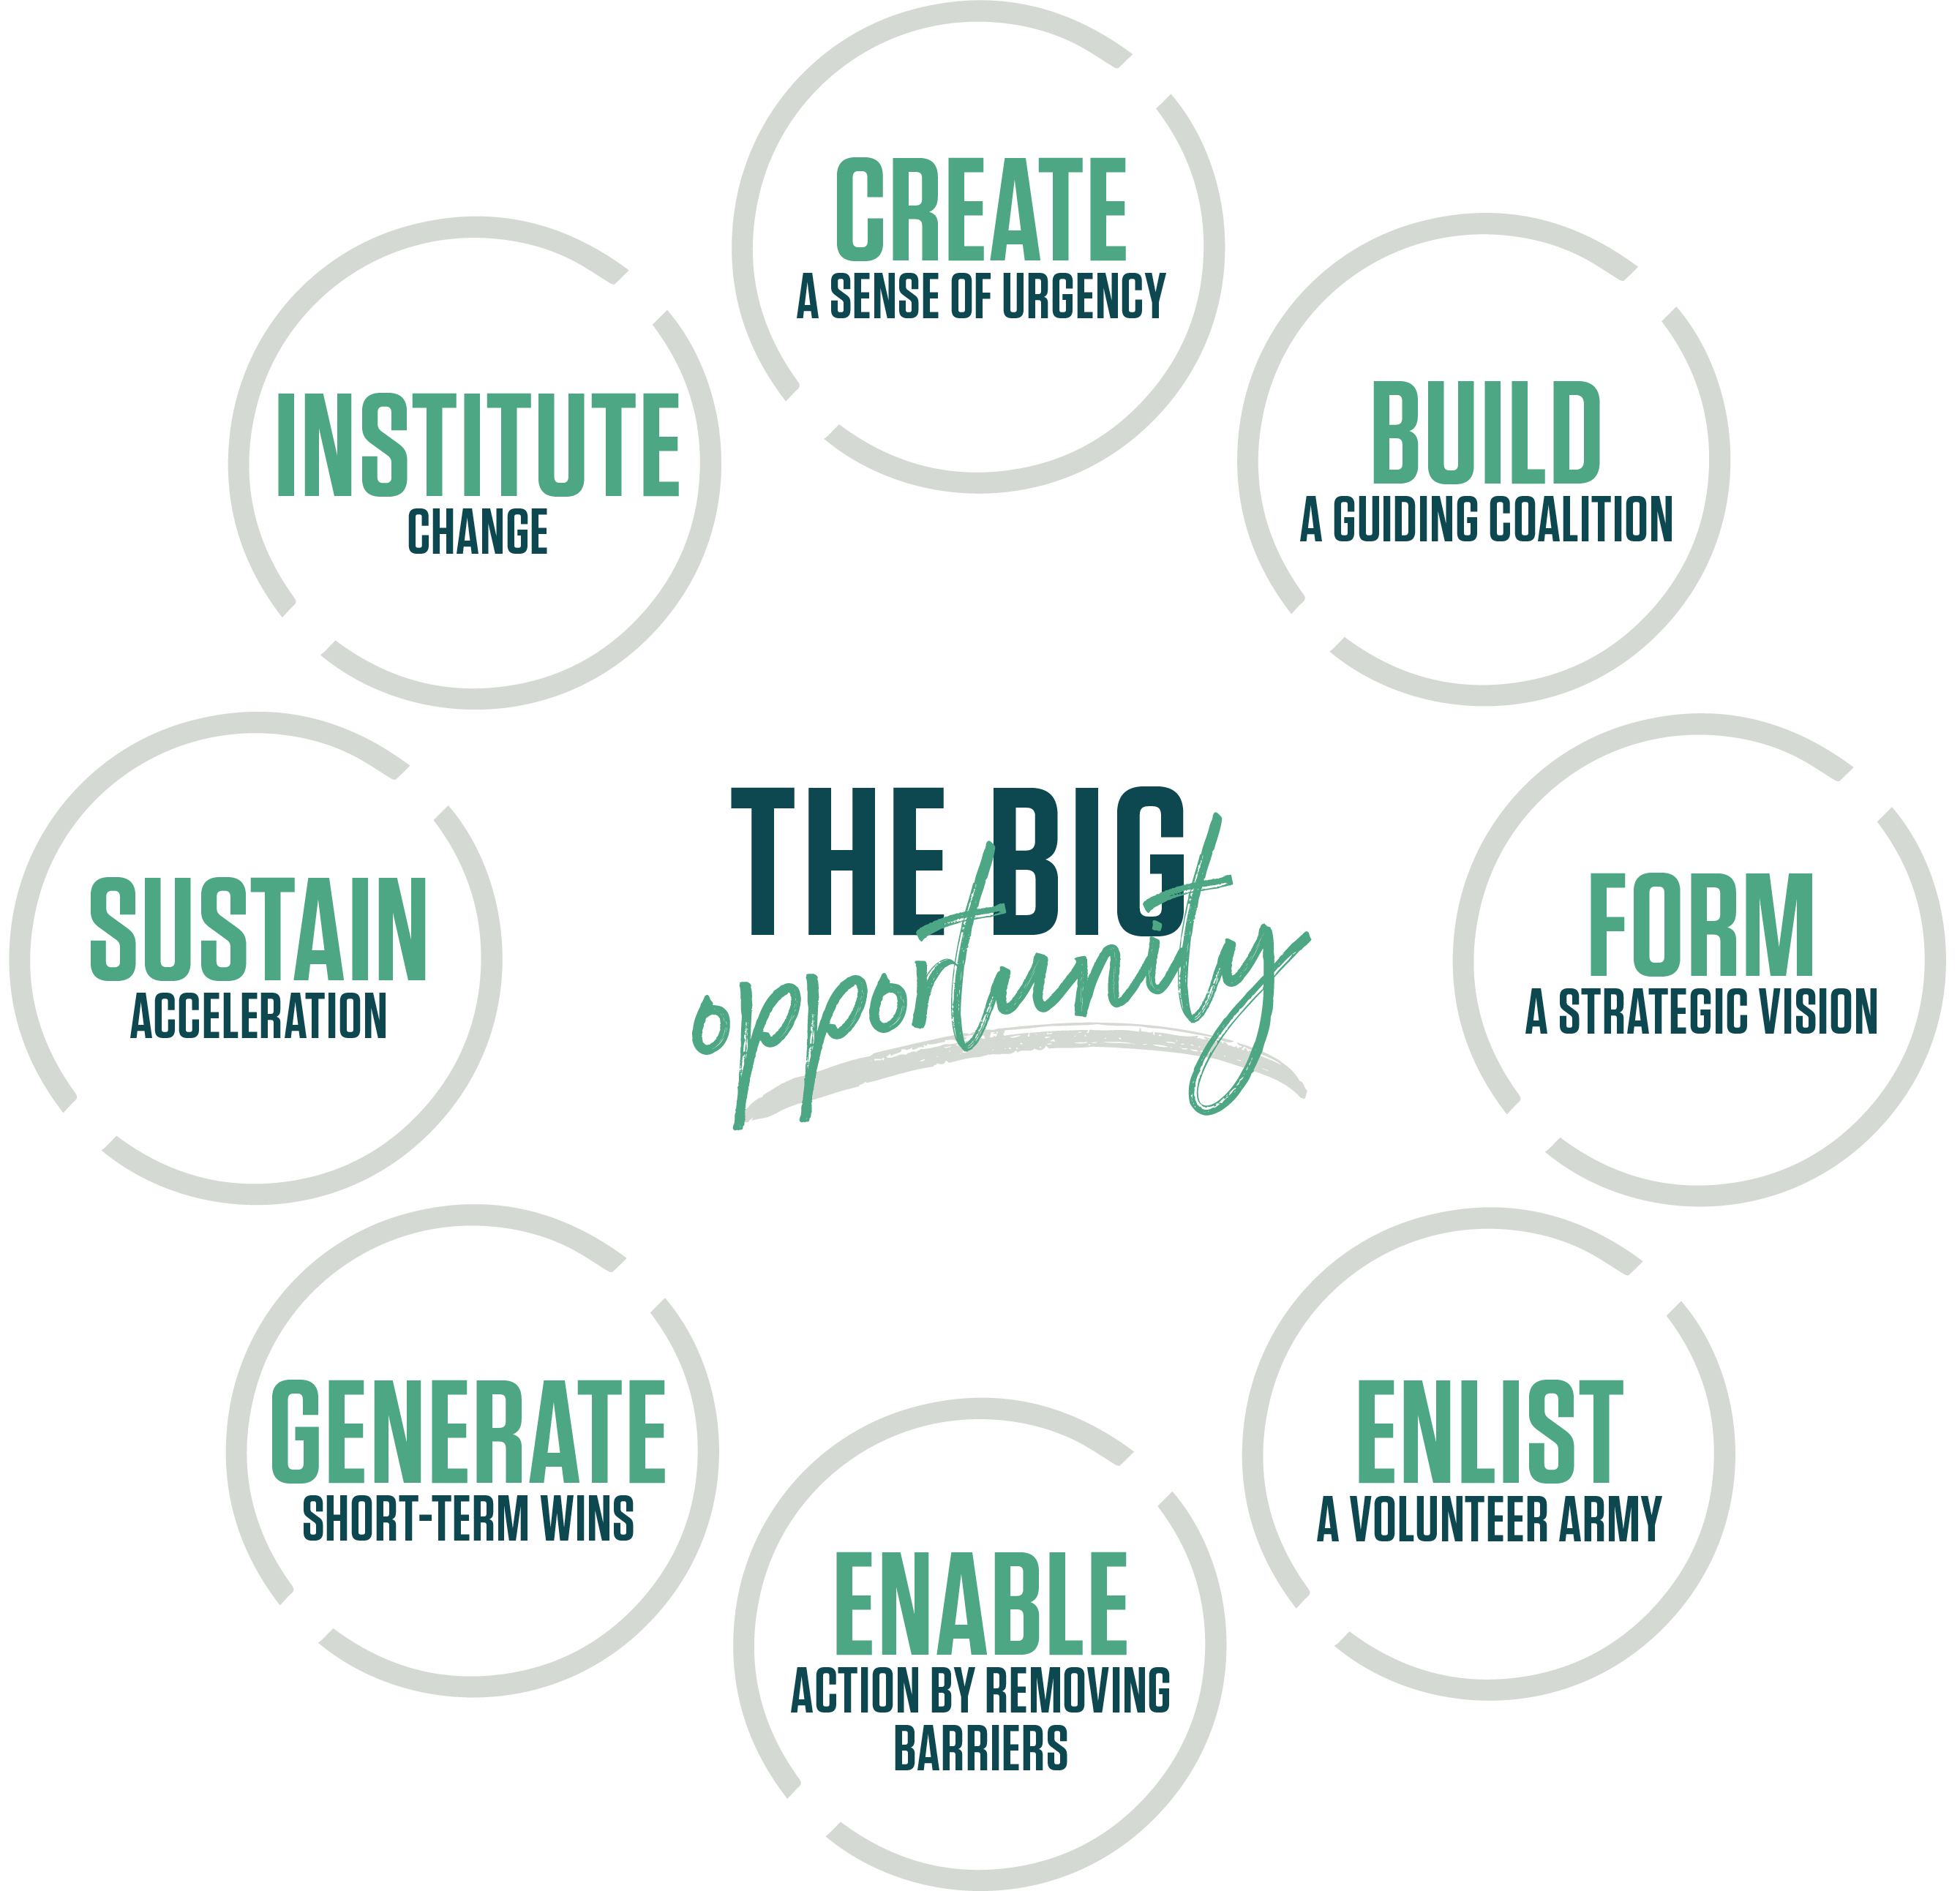 CREATE
A SENSE OF URGENCY
BUILD
A GUIDING COALITION
FORM
A STRATEGIC VISION
ENLIST
A VOLUNTEER ARMY
ENABLE
ACTION BY REMOVING
BARRIERS
GENERATE
SHORT-TERM WINS
SUSTAIN
ACCELERATION
INSTITUTE
CHANGE
THE BIG
opportunity